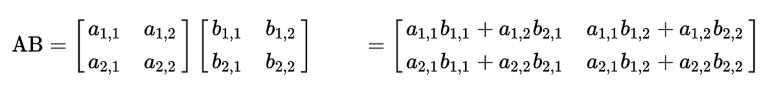 AB = [a₁,₁ a₁,₂; a₂,₁ a₂,₂] [b₁,₁ b₁,₂; b₂,₁ b₂,₂] = [a₁,₁b₁,₁ + a₁,₂b₂,₁ a₁,₁b₁,₂ + a₁,₂b₂,₂; a₂,₁b₁,₁ + a₂,₂b₂,₁ a₂,₁b₁,₂ + a₂,₂b₂,₂]